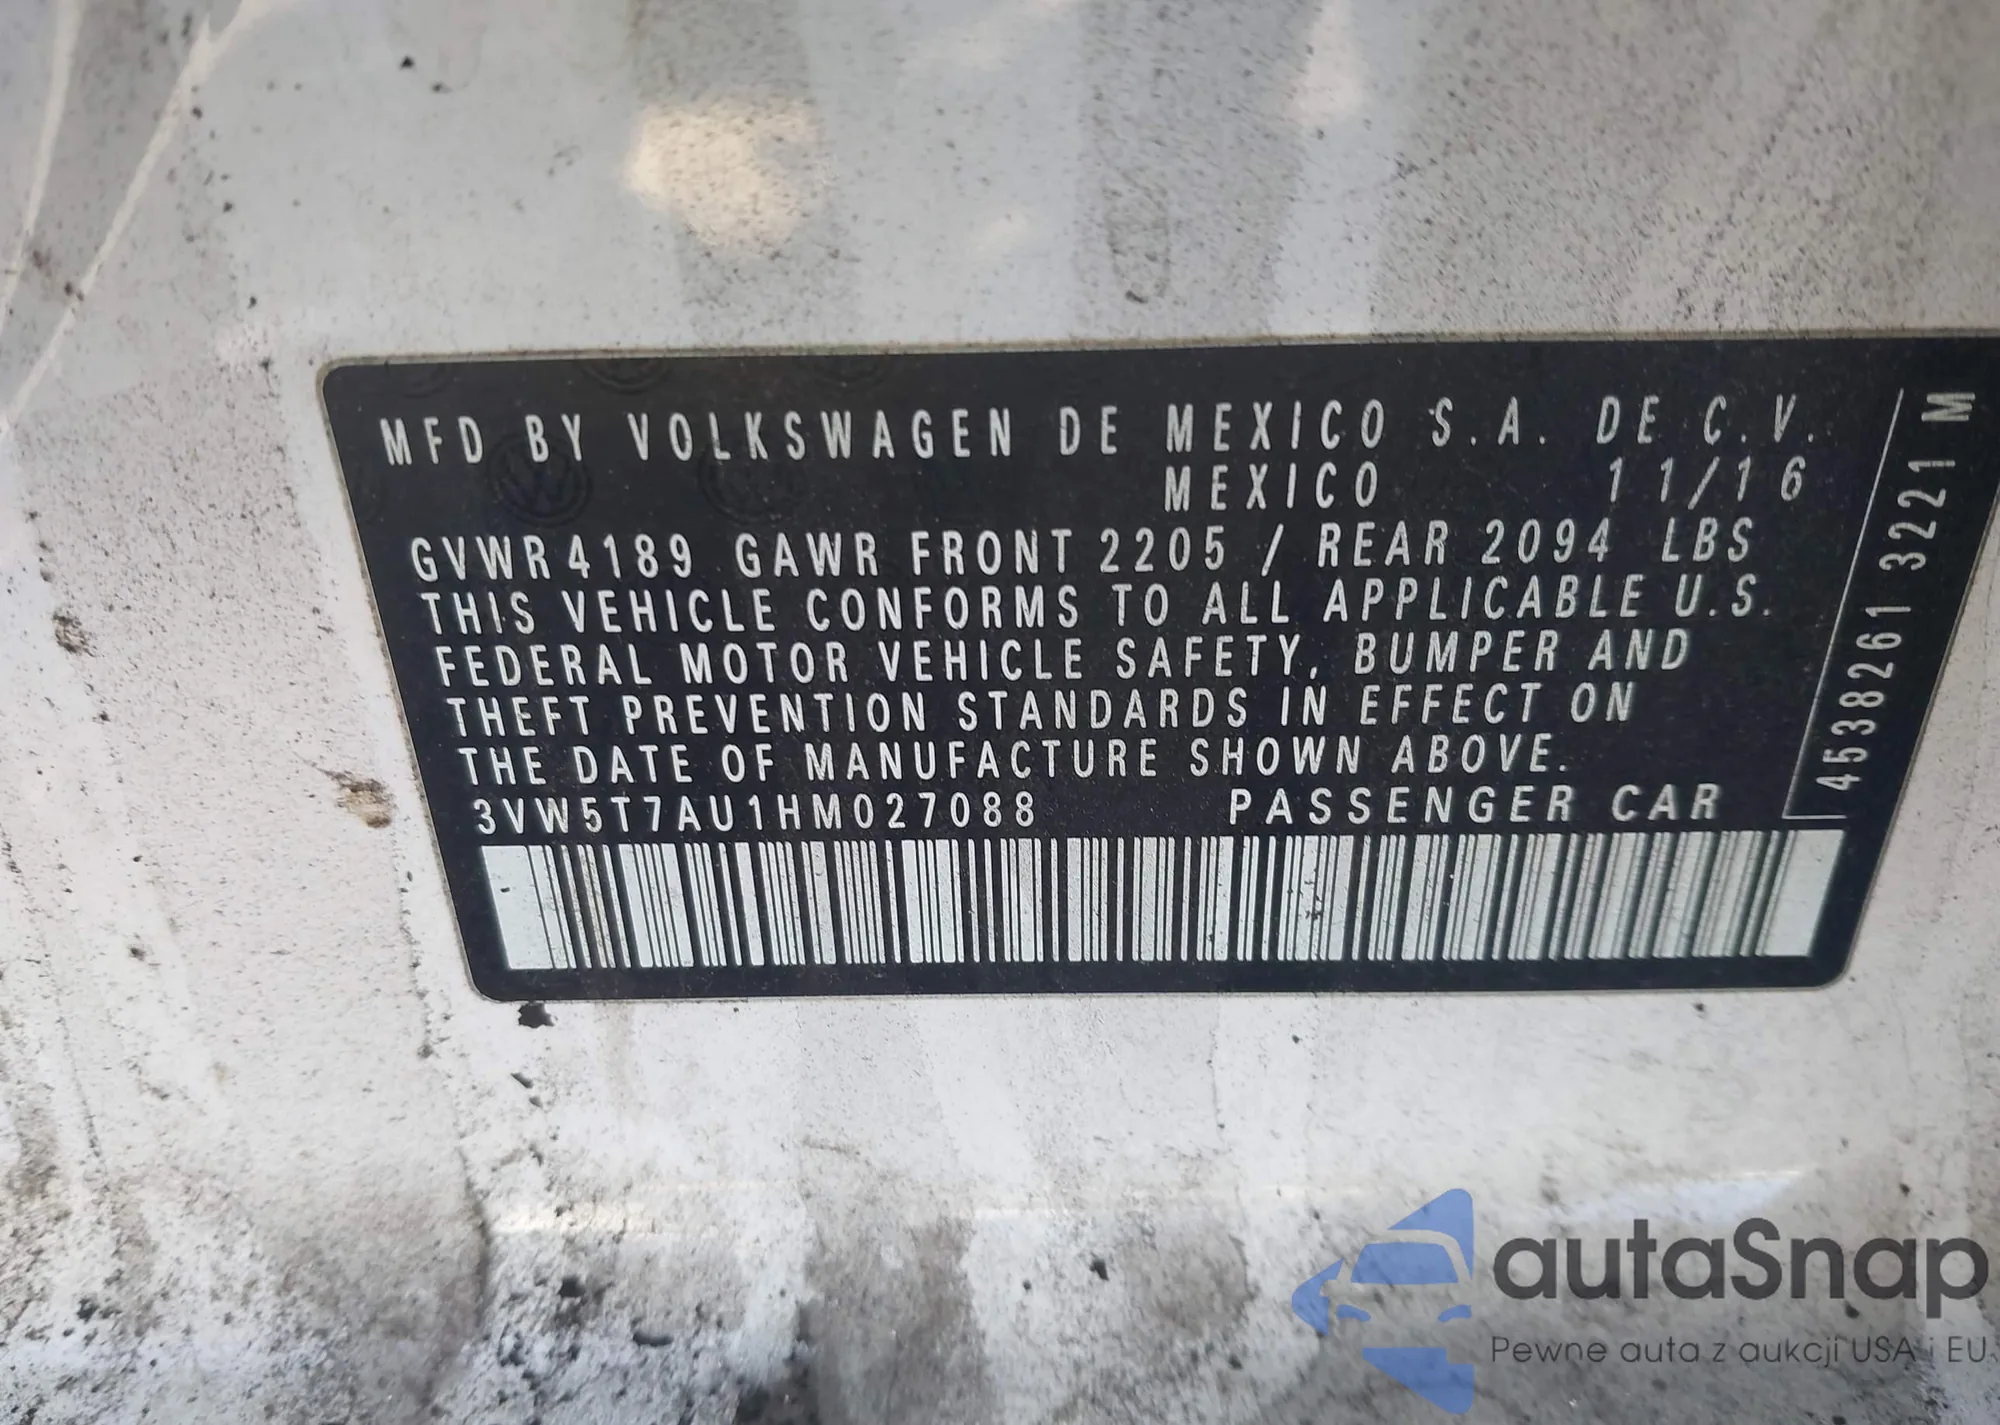 MFD BY VOLKSWAGEN DE MEXICO S.A. DE C.V.
MEXICO 11/16
GVWR 4189 GAWR FRONT 2205 / REAR 2094 LBS
THIS VEHICLE CONFORMS TO ALL APPLICABLE U.S.
FEDERAL MOTOR VEHICLE SAFETY, BUMPER AND
THEFT PREVENTION STANDARDS IN EFFECT ON
THE DATE OF MANUFACTURE SHOWN ABOVE.
3VW5T7AU1HM027088 PASSENGER CAR
4538261 3221 M
autaSnap
Pewne auta z aukcji USA i EU